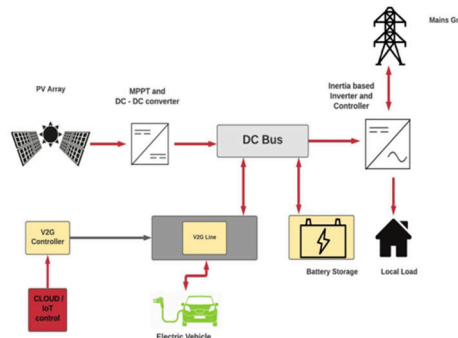 Mains Gr
PV Array
MPPT and
DC - DC converter
Inertia based
Inverter and
Controller
DC Bus
V2G
Controller
V2G Line
Battery Storage
Local Load
CLOUD /
IoT
control
Electric Vehicle